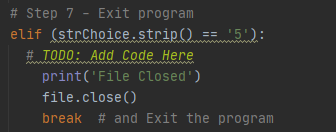 # Step 7 - Exit program
elif (strChoice.strip() == '5'):
# TODO: Add Code Here
print('File Closed')
file.close()
break  # and Exit the program